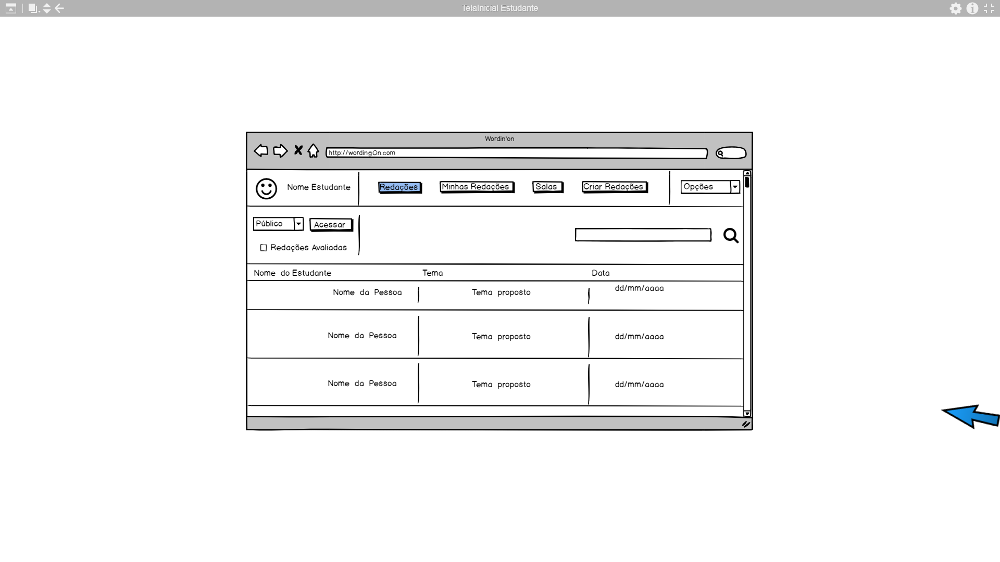 TelaInicial Estudante
Wordin'on
http://wordingOn.com
Nome Estudante Redações Minhas Redações Salas Criar Redações Opções
Público Acessar
Redações Avaliadas
Nome do Estudante Tema Data
Nome da Pessoa Tema proposto dd/mm/aaaa
Nome da Pessoa Tema proposto dd/mm/aaaa
Nome da Pessoa Tema proposto dd/mm/aaaa